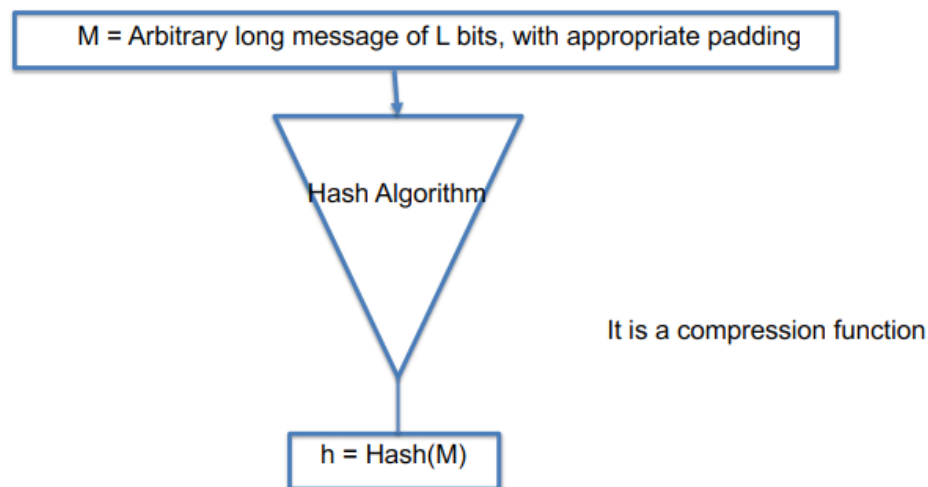 M = Arbitrary long message of L bits, with appropriate padding
Hash Algorithm
It is a compression function
h = Hash(M)